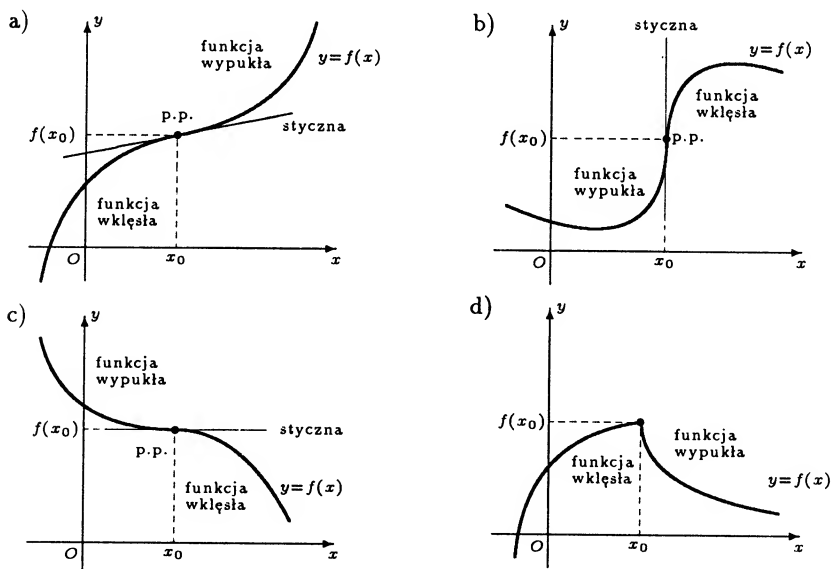 a)
y
funkcja
wypukła
y=f(x)
p.p.
f(x₀)
styczna
funkcja
wklęsła
O
x₀
x
b)
styczna
y
y=f(x)
funkcja
wklęsła
f(x₀)
p.p.
funkcja
wypukła
O
x₀
x
c)
y
funkcja
wypukła
f(x₀)
styczna
p.p.
funkcja
wklęsła
y=f(x)
O
x₀
x
d)
y
f(x₀)
funkcja
wypukła
funkcja
wklęsła
y=f(x)
O
x₀
x